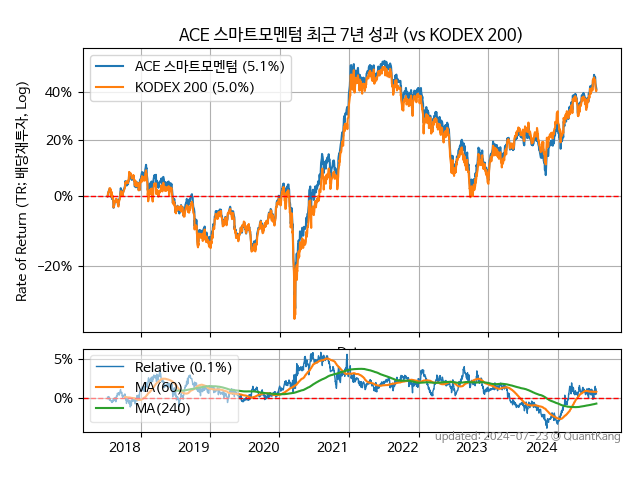 ACE 스마트모멘텀 최근 7년 성과 (vs KODEX 200)
ACE 스마트모멘텀 (5.1%)
KODEX 200 (5.0%)
Rate of Return (TR: 배당재투자, Log)
40%
20%
0%
−20%
5%
0%
Relative (0.1%)
MA(60)
MA(240)
2018 2019 2020 2021 2022 2023 2024
updated: 2024-07-23 © QuantKang